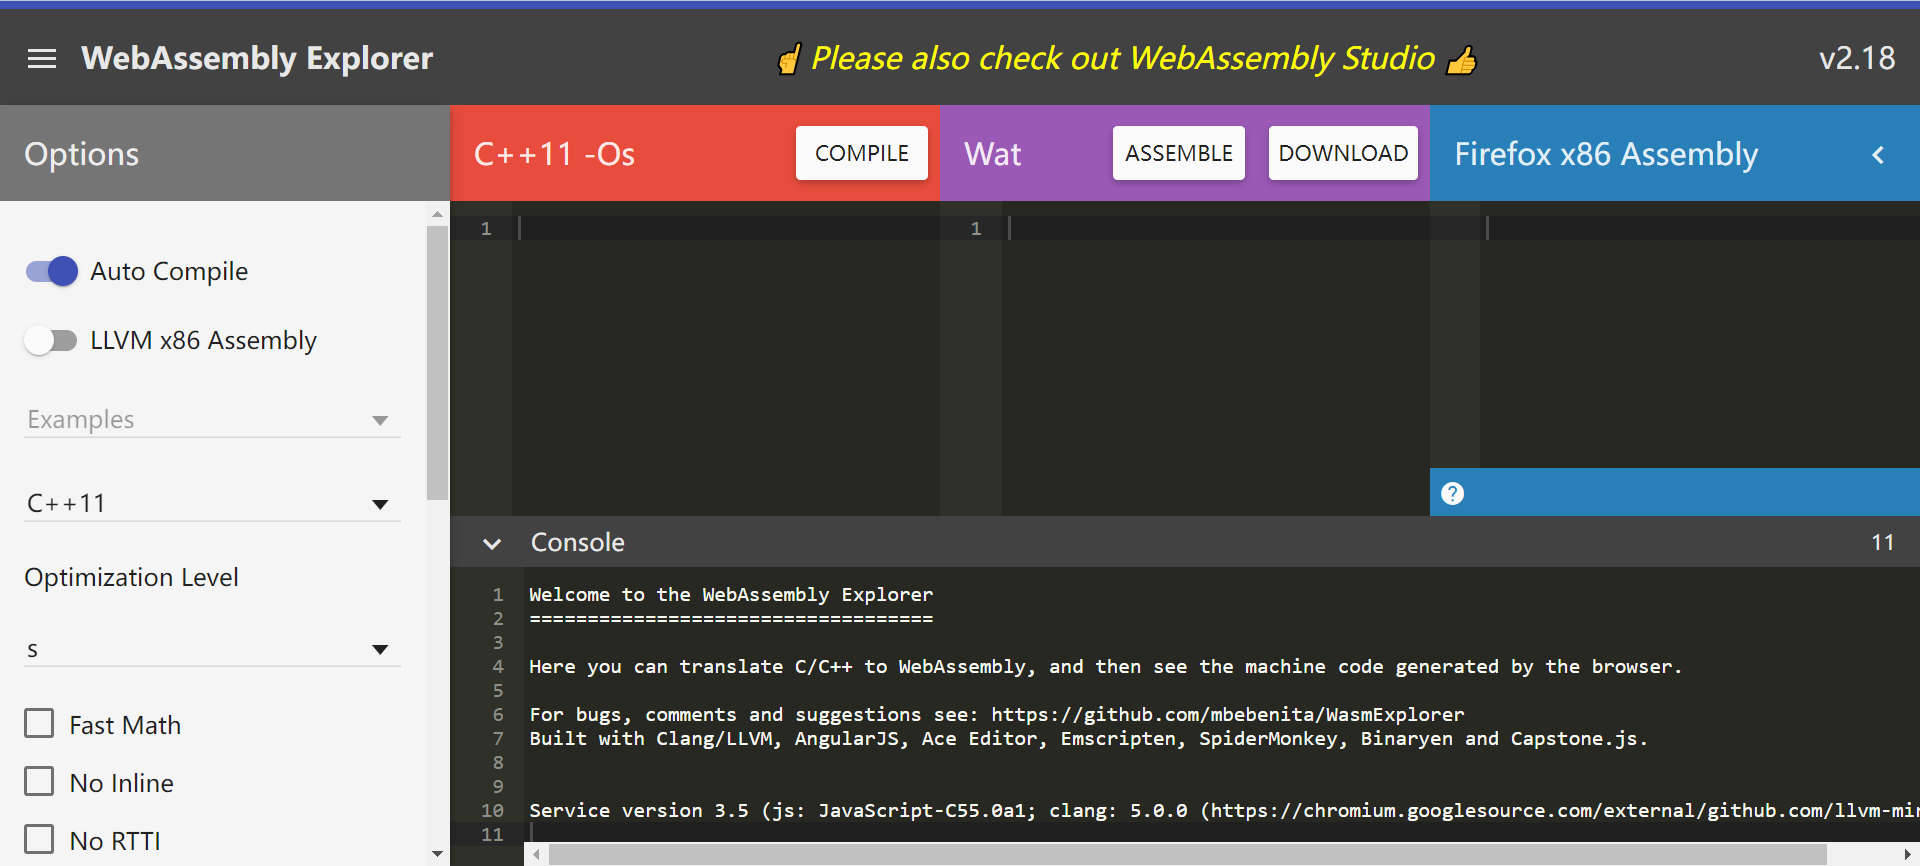 WebAssembly Explorer
☝Please also check out WebAssembly Studio 👍
v2.18
Options
C++11 -Os
COMPILE
Wat
ASSEMBLE
DOWNLOAD
Firefox x86 Assembly
Auto Compile
LLVM x86 Assembly
Examples
C++11
Optimization Level
s
Fast Math
No Inline
No RTTI
1
1
Console
11
1 Welcome to the WebAssembly Explorer
2 ===================================
3
4 Here you can translate C/C++ to WebAssembly, and then see the machine code generated by the browser.
5
6 For bugs, comments and suggestions see: https://github.com/mbebenita/WasmExplorer
7 Built with Clang/LLVM, AngularJS, Ace Editor, Emscripten, SpiderMonkey, Binaryen and Capstone.js.
8
9
10 Service version 3.5 (js: JavaScript-C55.0a1; clang: 5.0.0 (https://chromium.googlesource.com/external/github.com/llvm-mir
11